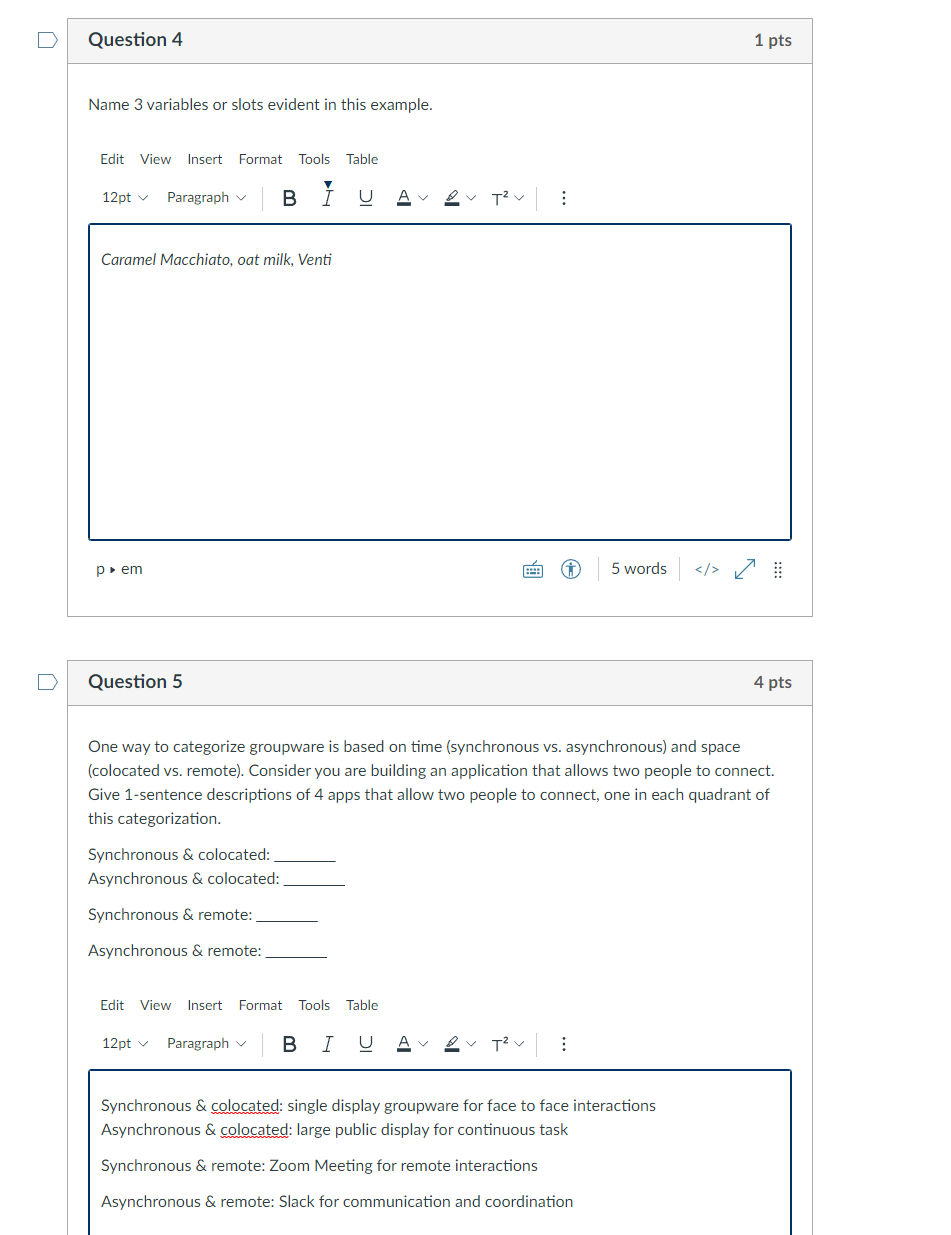 Question 4
1 pts
Name 3 variables or slots evident in this example.
Edit View Insert Format Tools Table
12pt Paragraph B I U A T²
Caramel Macchiato, oat milk, Venti
p ▸ em
5 words </>
Question 5
4 pts
One way to categorize groupware is based on time (synchronous vs. asynchronous) and space
(colocated vs. remote). Consider you are building an application that allows two people to connect.
Give 1-sentence descriptions of 4 apps that allow two people to connect, one in each quadrant of
this categorization.
Synchronous & colocated: ________
Asynchronous & colocated: ________
Synchronous & remote: ________
Asynchronous & remote: ________
Edit View Insert Format Tools Table
12pt Paragraph B I U A T²
Synchronous & colocated: single display groupware for face to face interactions
Asynchronous & colocated: large public display for continuous task
Synchronous & remote: Zoom Meeting for remote interactions
Asynchronous & remote: Slack for communication and coordination